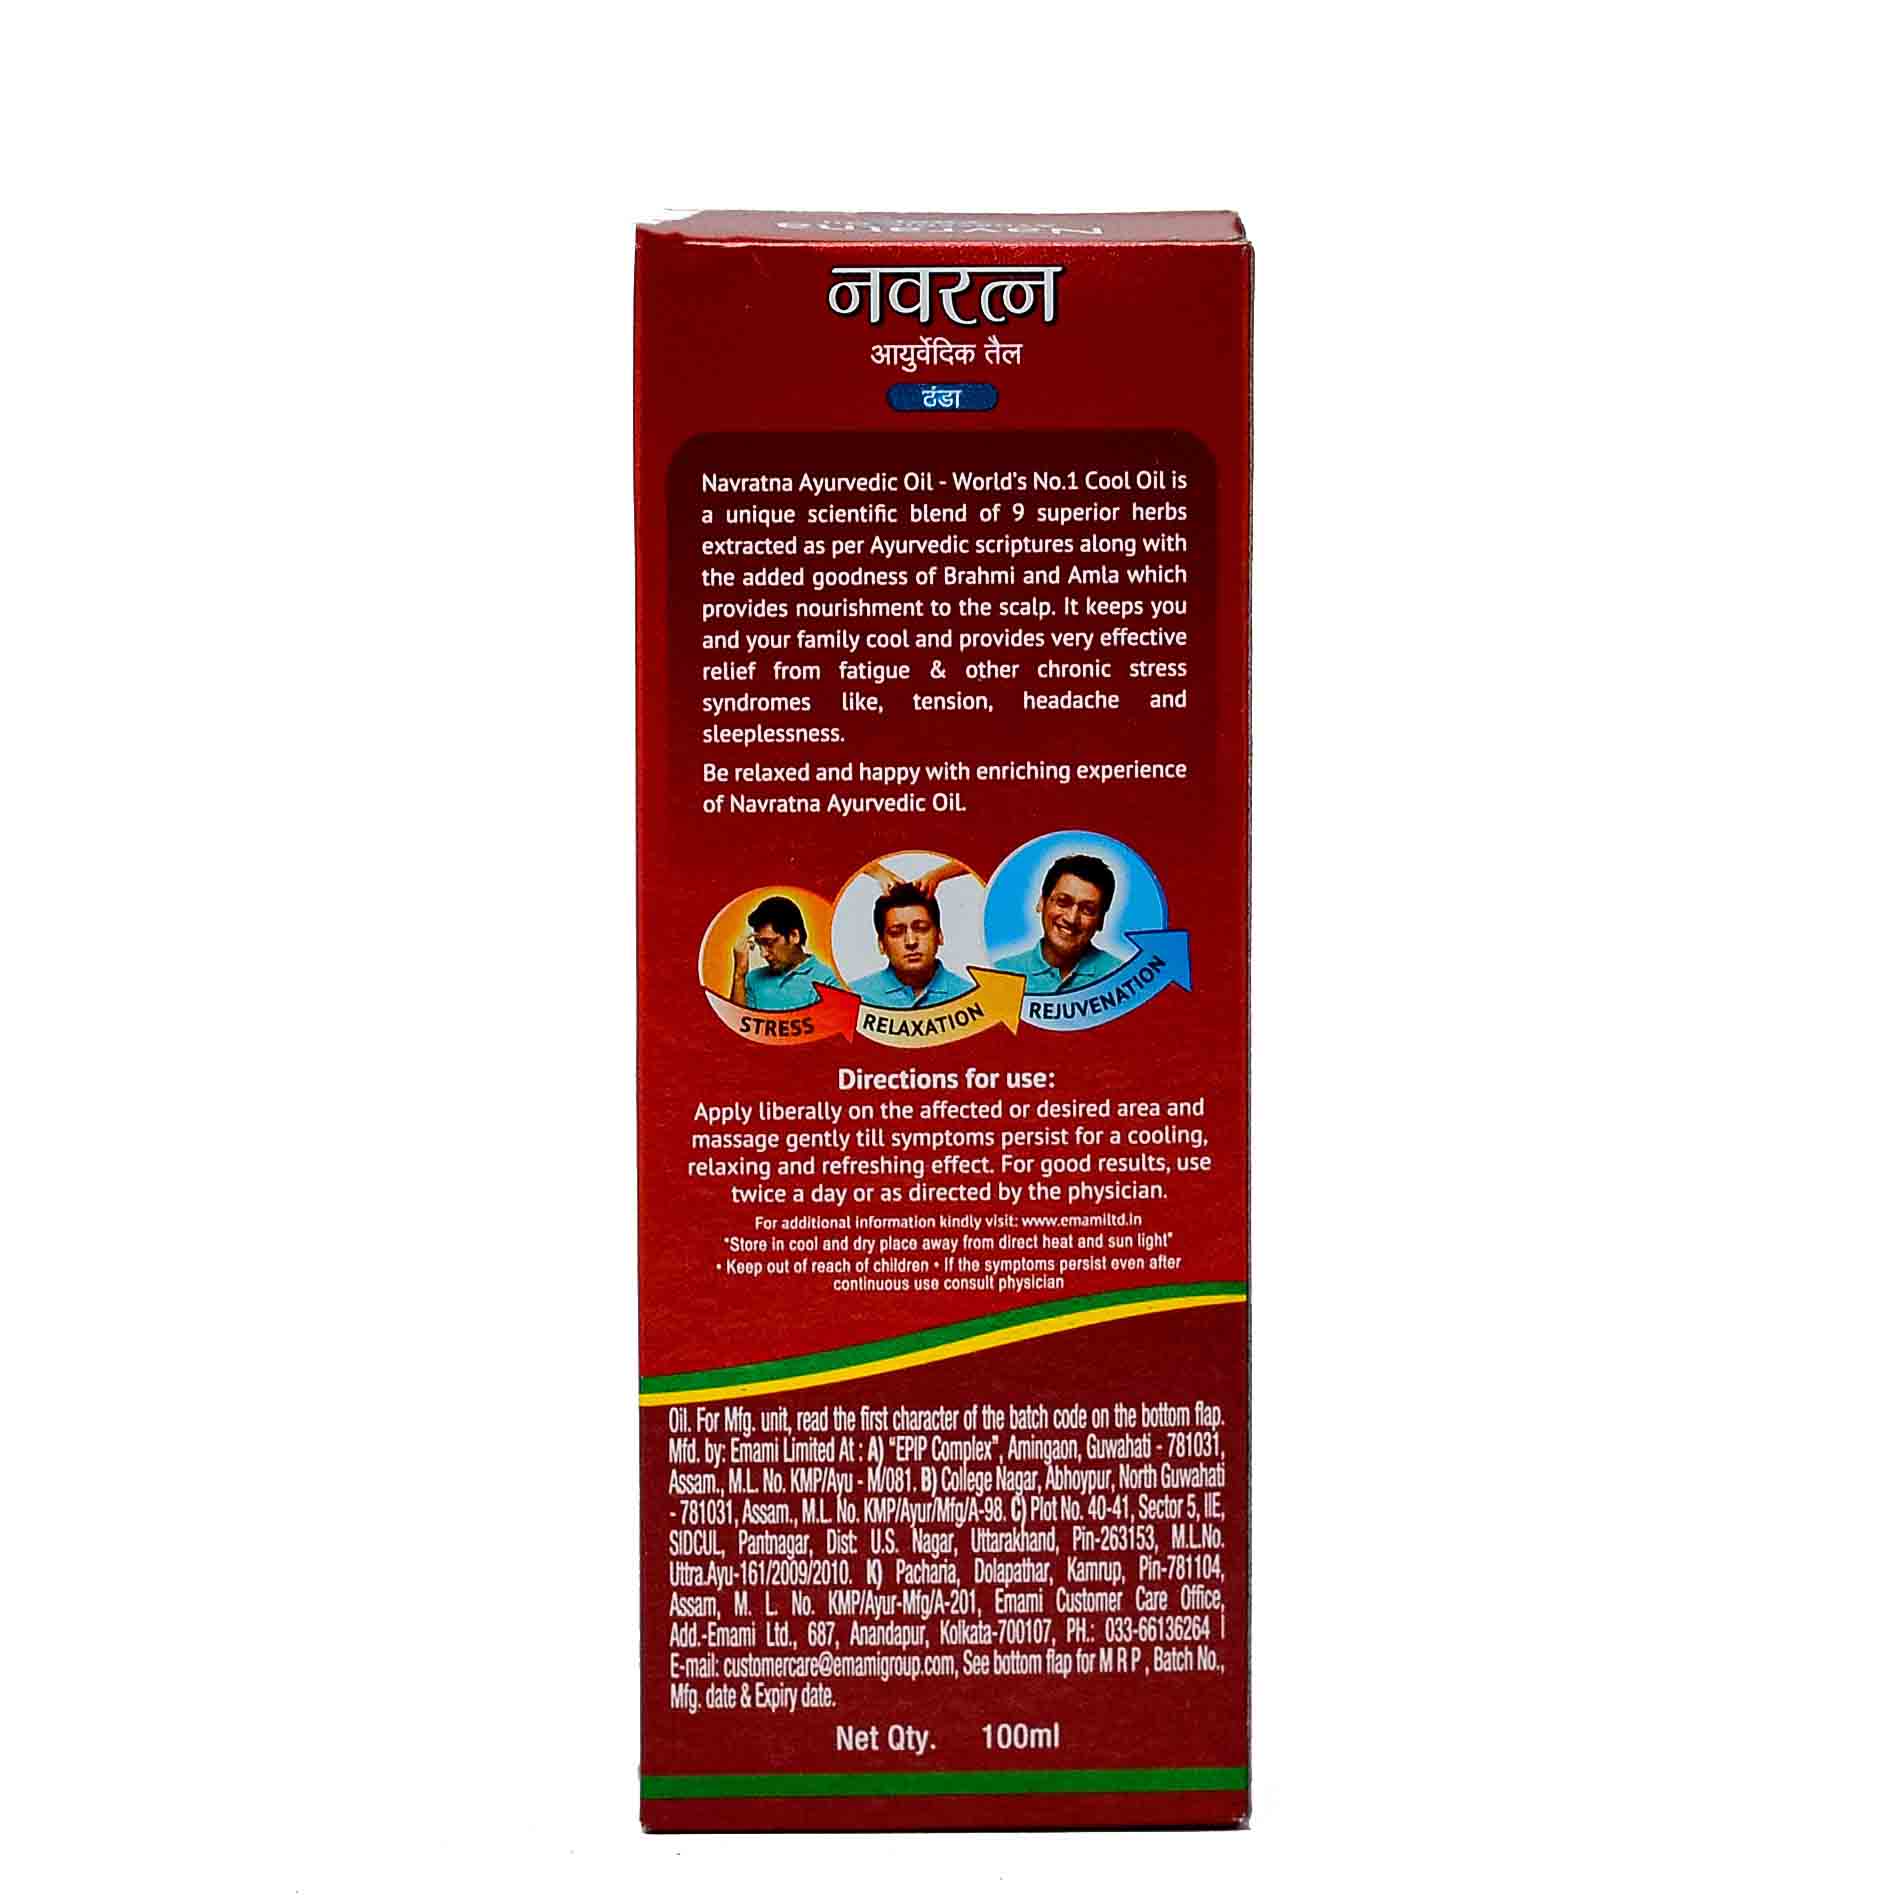 Navratna
नवरत्न
आयुर्वेदिक तैल
ठंडा
Navratna Ayurvedic Oil - World's No.1 Cool Oil is
a unique scientific blend of 9 superior herbs
extracted as per Ayurvedic scriptures along with
the added goodness of Brahmi and Amla which
provides nourishment to the scalp. It keeps you
and your family cool and provides very effective
relief from fatigue & other chronic stress
syndromes like, tension, headache and
sleeplessness.
Be relaxed and happy with enriching experience
of Navratna Ayurvedic Oil.
STRESS
RELAXATION
REJUVENATION
Directions for use:
Apply liberally on the affected or desired area and
massage gently till symptoms persist for a cooling,
relaxing and refreshing effect. For good results, use
twice a day or as directed by the physician.
For additional information kindly visit: www.emamiltd.in
"Store in cool and dry place away from direct heat and sun light"
• Keep out of reach of children • If the symptoms persist even after
continuous use consult physician
Oil. For Mfg. unit, read the first character of the batch code on the bottom flap.
Mfd. by: Emami Limited At : A) "EPIP Complex", Amingaon, Guwahati - 781031,
Assam., M.L. No. KMP/Ayu - M/081. B) College Nagar, Abhoypur, North Guwahati
- 781031, Assam., M.L. No. KMP/Ayur/Mfg/A-98. C) Plot No. 40-41, Sector 5, IIE,
SIDCUL, Pantnagar, Dist: U.S. Nagar, Uttarakhand, Pin-263153, M.L.No.
Uttra.Ayu-161/2009/2010. K) Pacharia, Dolapathar, Kamrup, Pin-781104,
Assam, M. L. No. KMP/Ayur-Mfg/A-201, Emami Customer Care Office,
Add.-Emami Ltd., 687, Anandapur, Kolkata-700107, PH.: 033-66136264 |
E-mail: customercare@emamigroup.com, See bottom flap for M R P , Batch No.,
Mfg. date & Expiry date.
Net Qty. 100ml